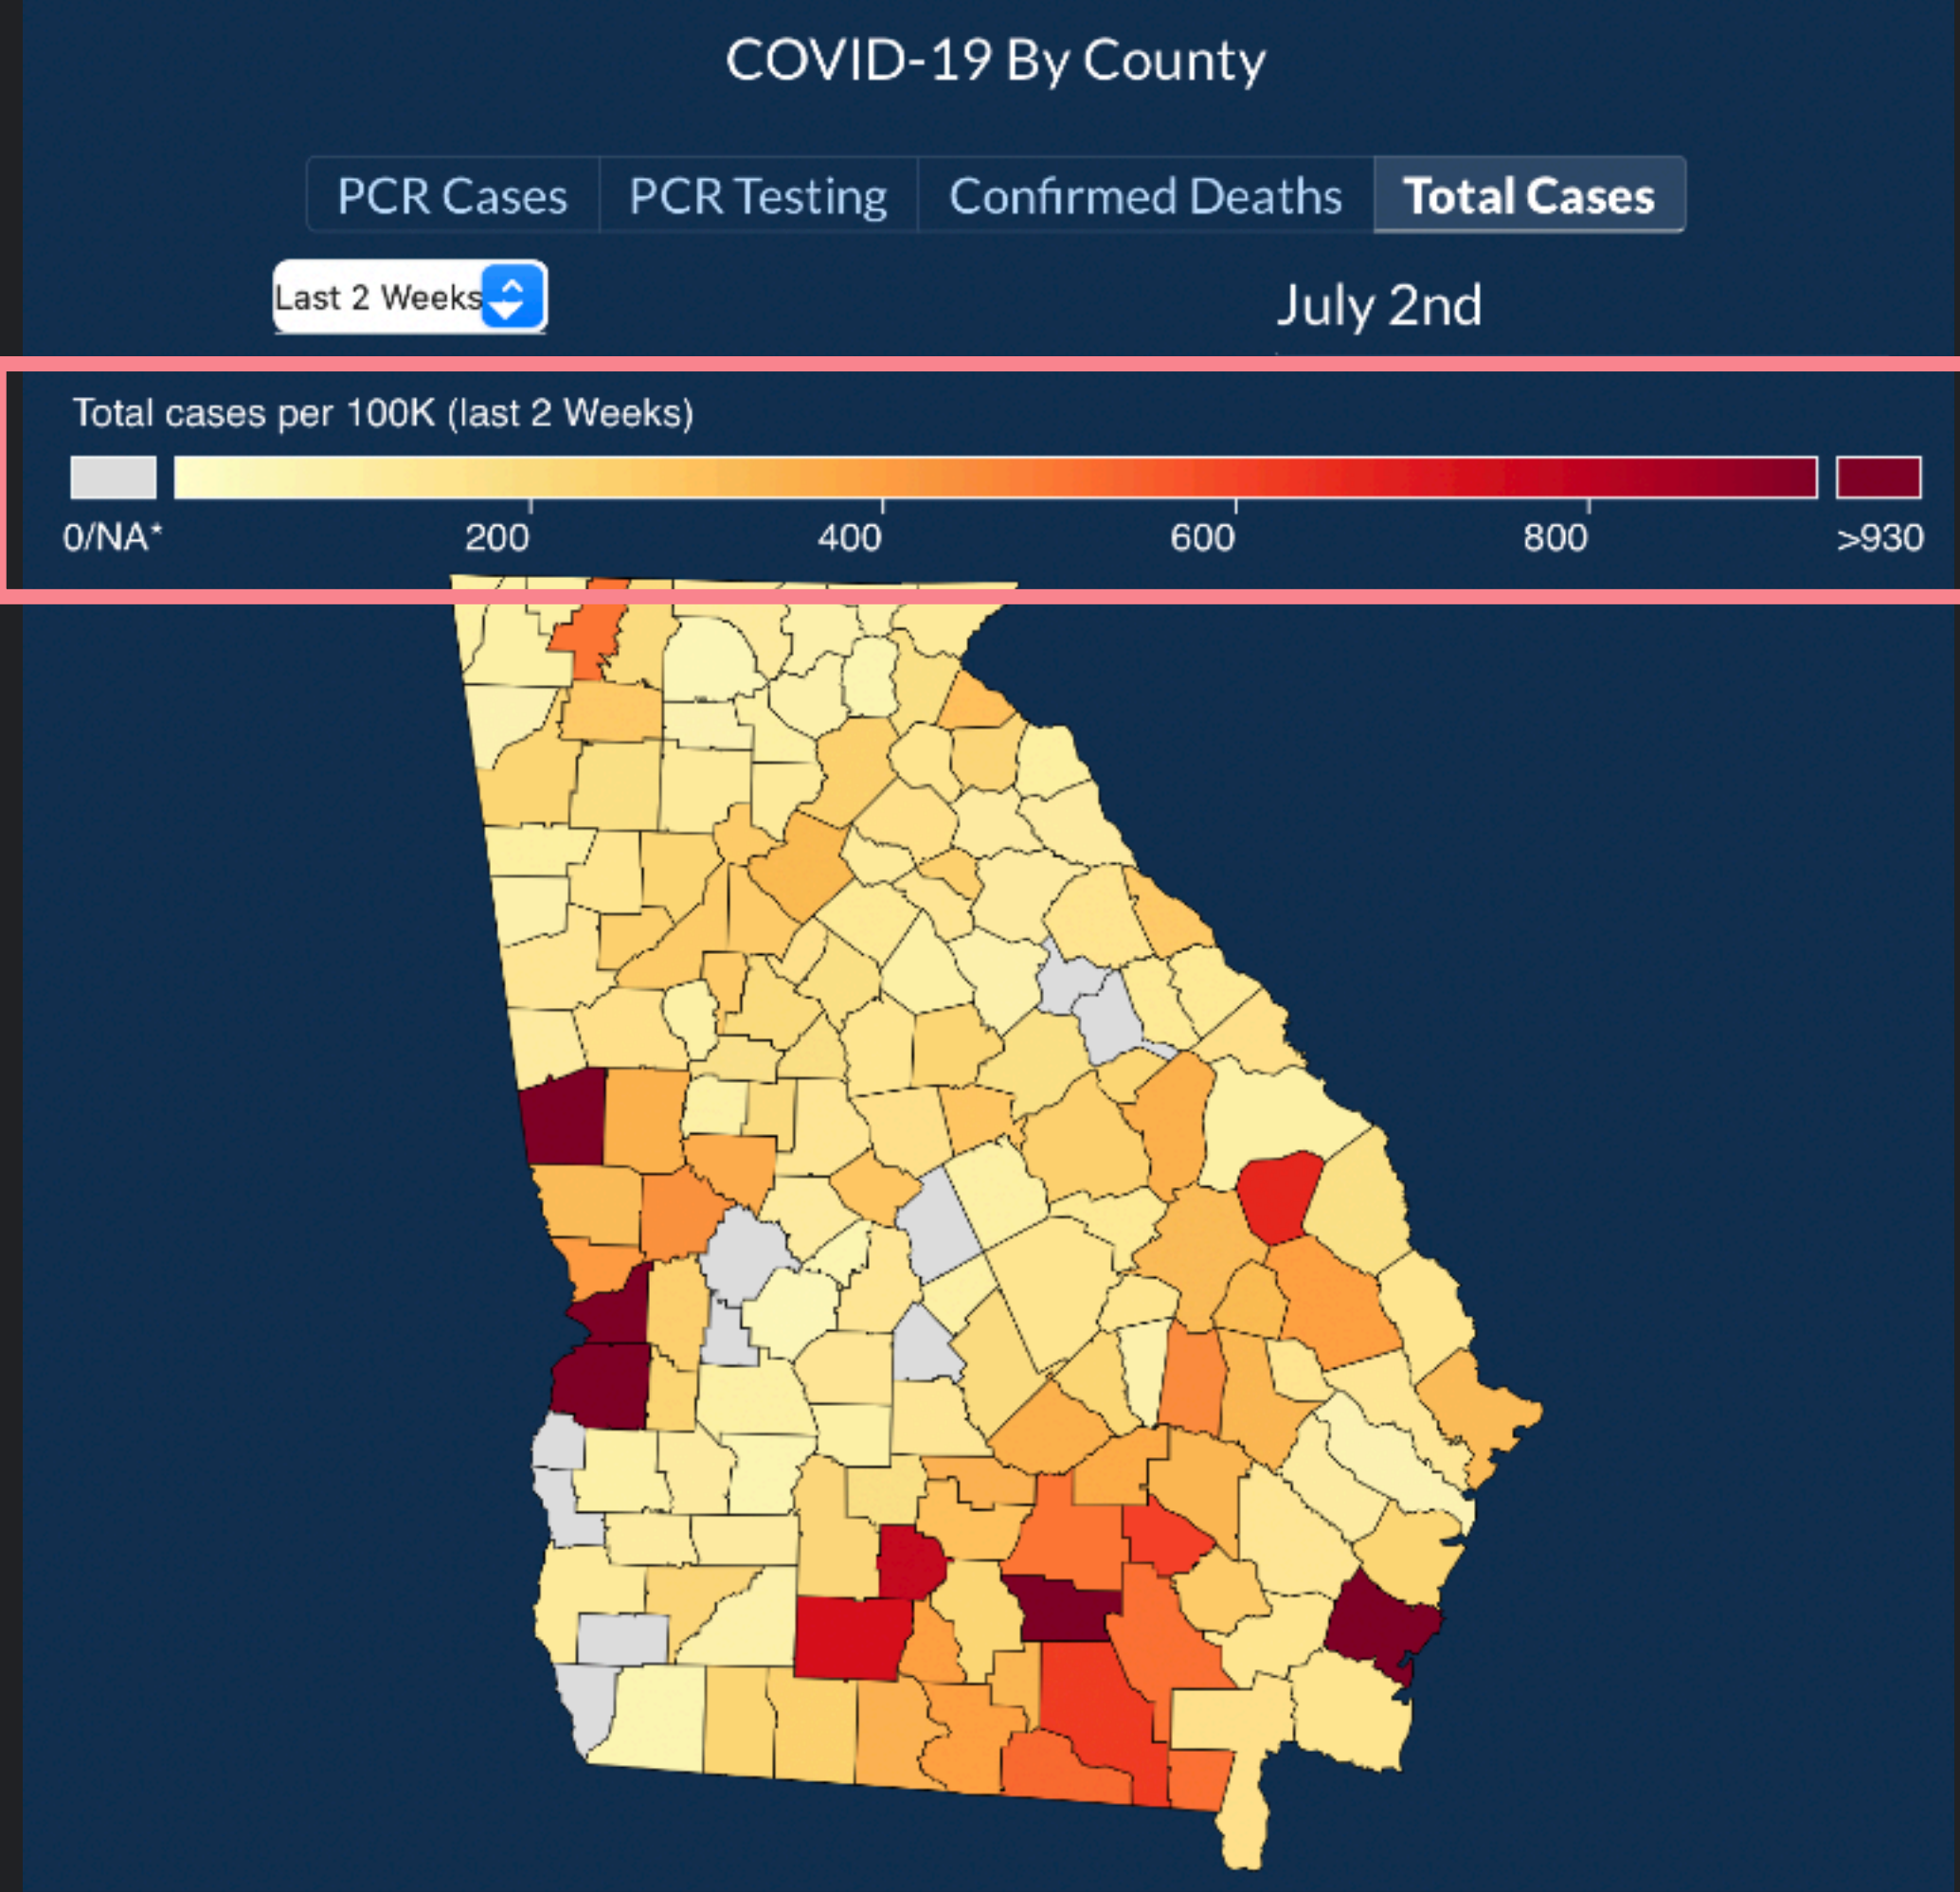 COVID-19 By County
PCR Cases PCR Testing Confirmed Deaths Total Cases
Last 2 Weeks July 2nd
Total cases per 100K (last 2 Weeks)
0/NA* 200 400 600 800 >930